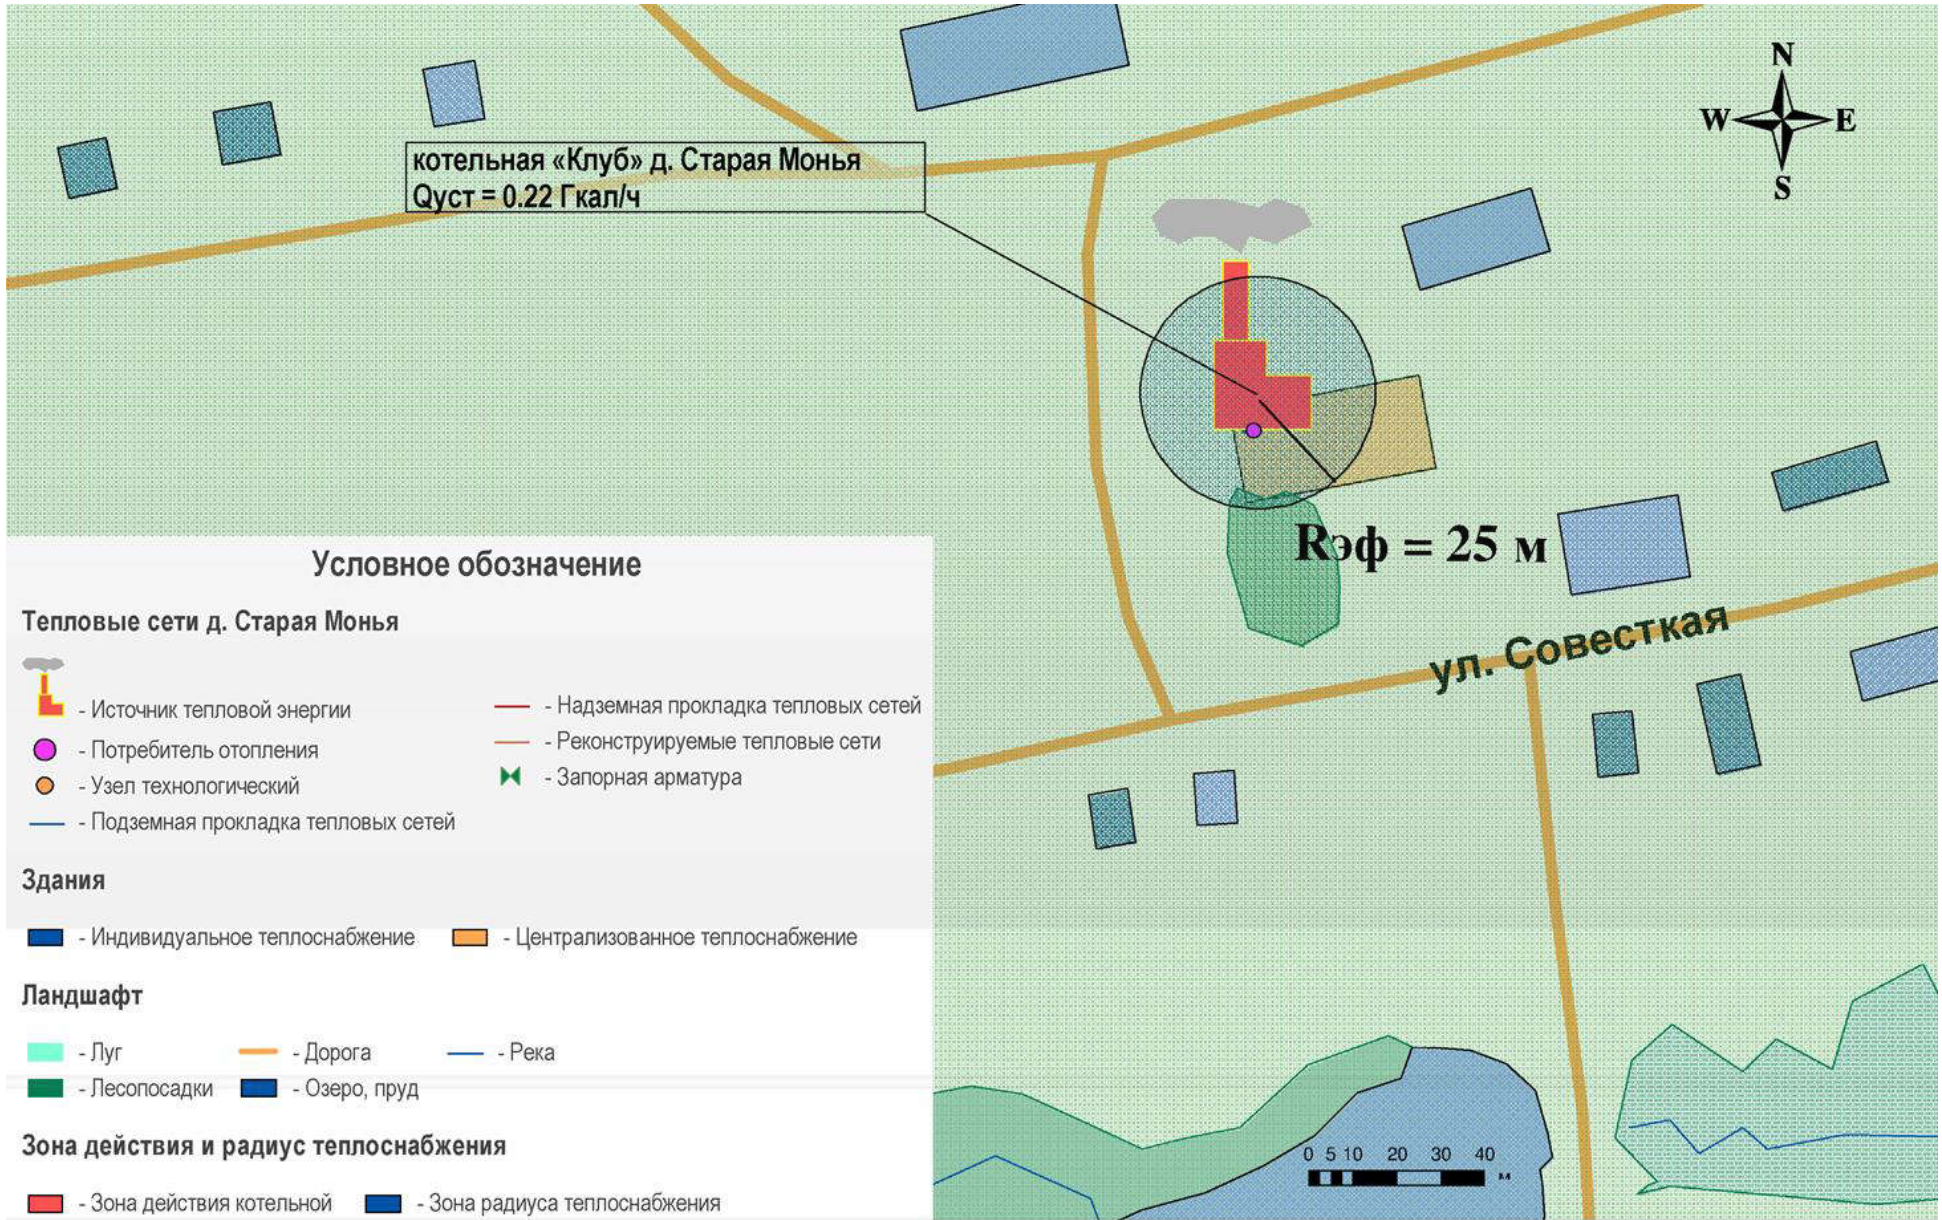 N
W E
S
котельная «Клуб» д. Старая Монья
Qуст = 0.22 Гкал/ч
Rэф = 25 м
ул. Совесткая
Условное обозначение
Тепловые сети д. Старая Монья
- Источник тепловой энергии
- Потребитель отопления
- Узел технологический
- Подземная прокладка тепловых сетей
- Надземная прокладка тепловых сетей
- Реконструируемые тепловые сети
- Запорная арматура
Здания
- Индивидуальное теплоснабжение
- Централизованное теплоснабжение
Ландшафт
- Луг
- Дорога
- Река
- Лесопосадки
- Озеро, пруд
Зона действия и радиус теплоснабжения
- Зона действия котельной
- Зона радиуса теплоснабжения
0 5 10 20 30 40
м